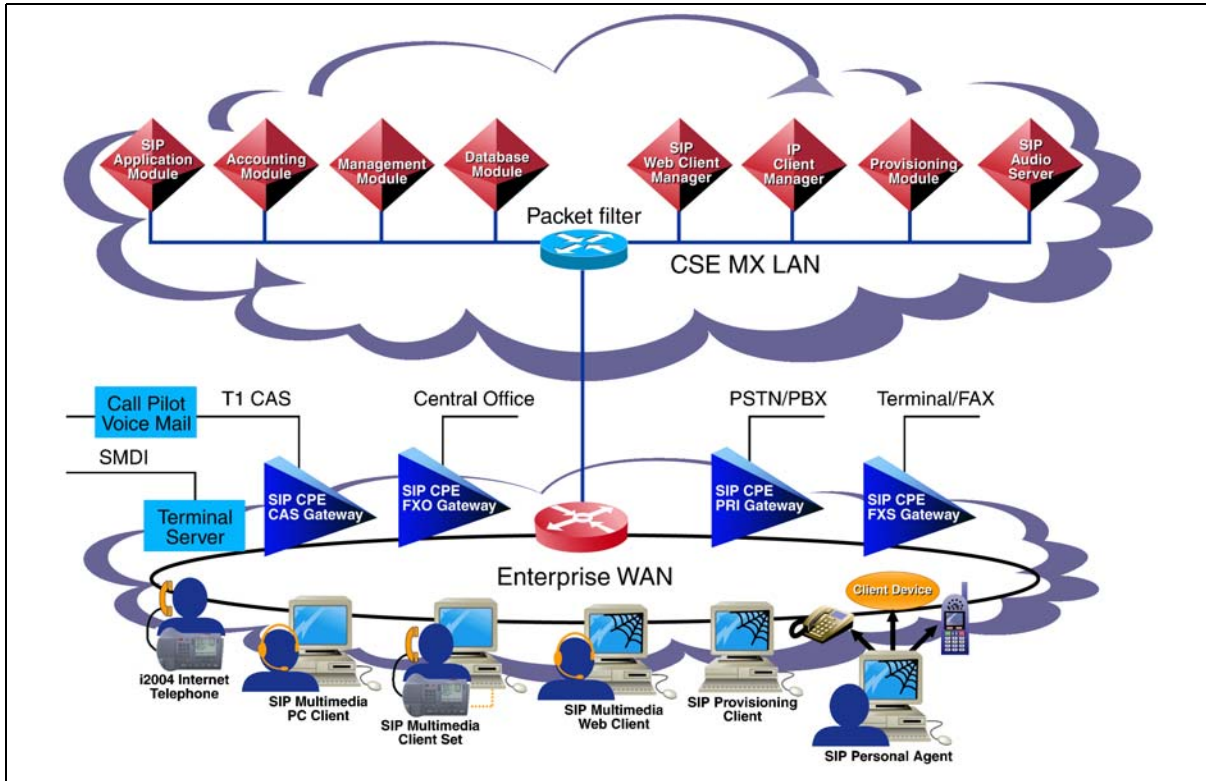 SIP
Application
Module
Accounting
Module
Management
Module
Database
Module
SIP
Web Client
Manager
IP
Client
Manager
Provisioning
Module
SIP
Audio
Server
Packet filter
CSE MX LAN
Call Pilot
Voice Mail
T1 CAS
Central Office
PSTN/PBX
Terminal/FAX
SMDI
Terminal
Server
SIP CPE
CAS Gateway
SIP CPE
FXO Gateway
SIP CPE
PRI Gateway
SIP CPE
FXS Gateway
Enterprise WAN
Client Device
i2004 Internet
Telephone
SIP Multimedia
PC Client
SIP Multimedia
Client Set
SIP Multimedia
Web Client
SIP Provisioning
Client
SIP Personal Agent